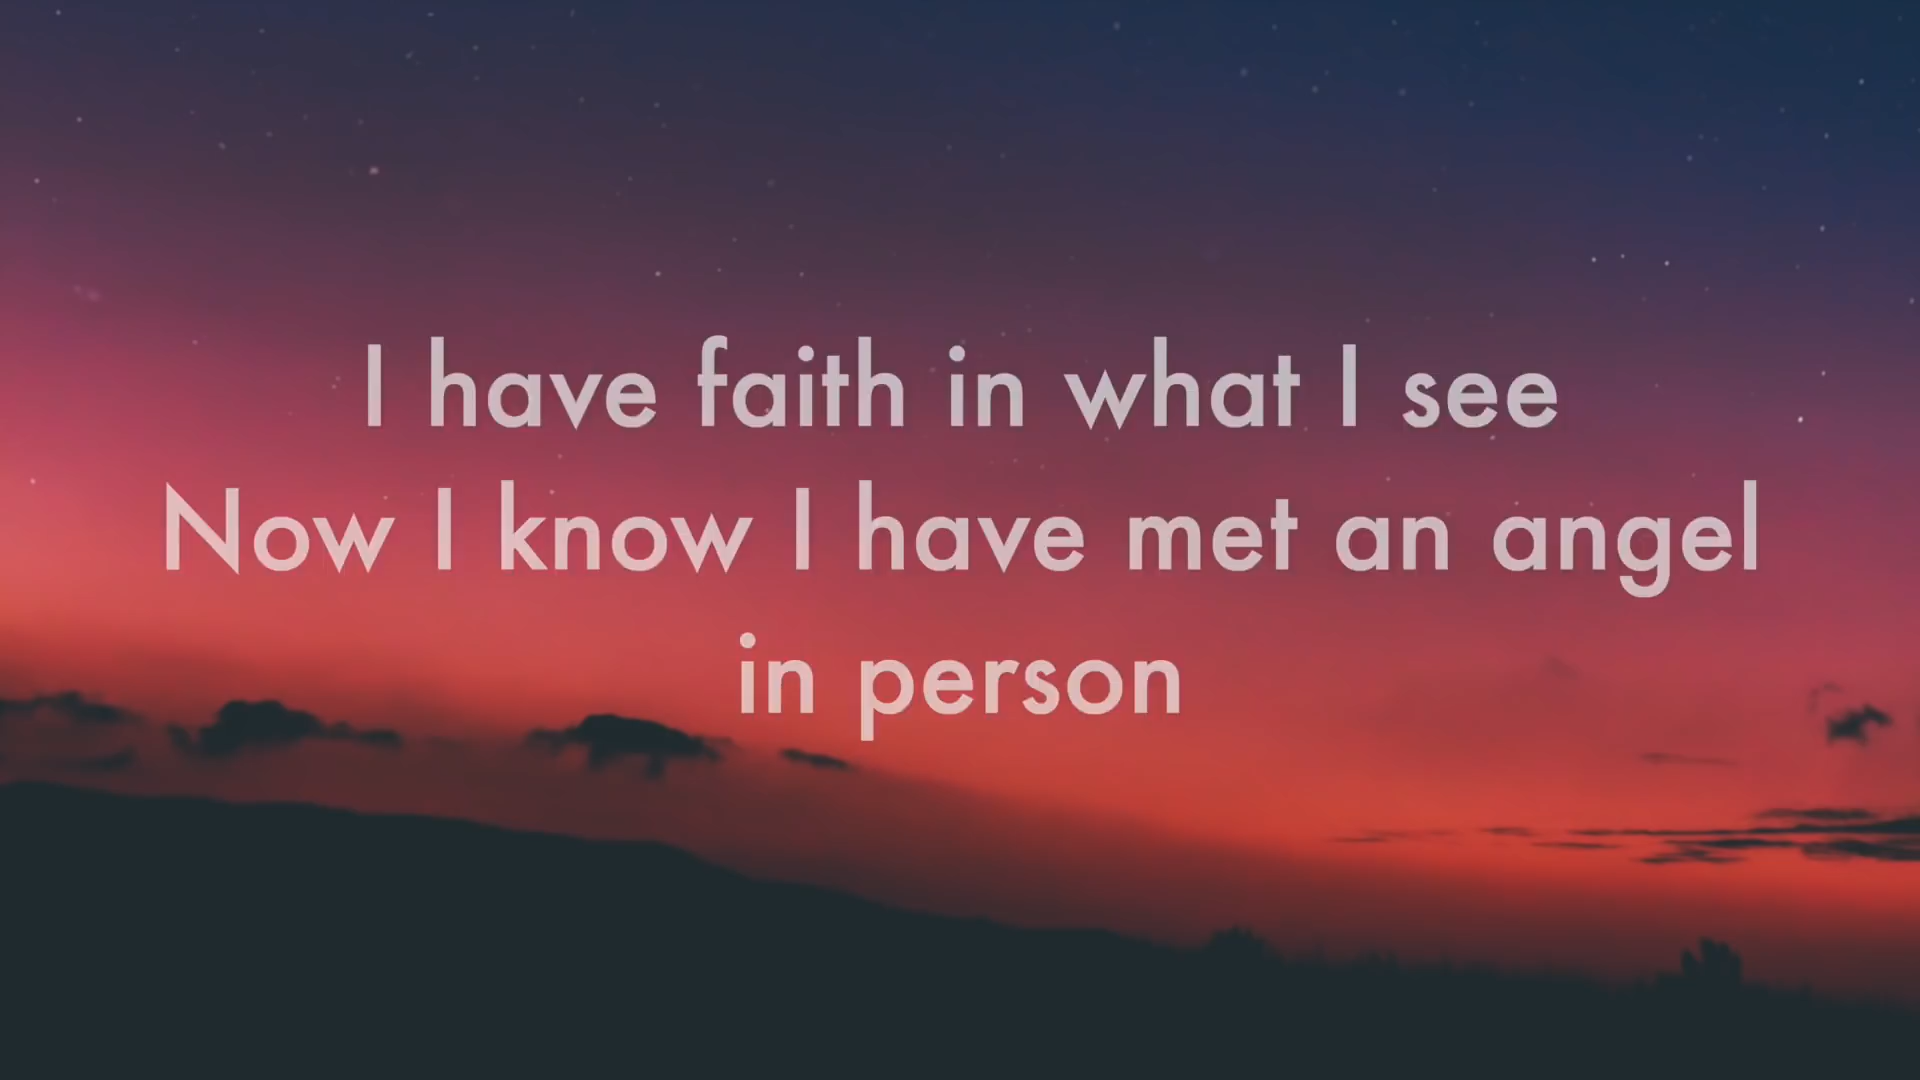 I have faith in what I see
Now I know I have met an angel
in person